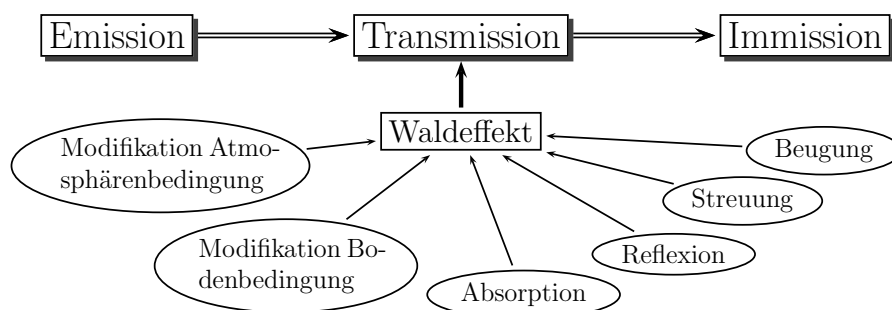 Emission
Transmission
Immission
Waldeffekt
Modifikation Atmo-
sphärenbedingung
Beugung
Streuung
Modifikation Bo-
denbedingung
Reflexion
Absorption